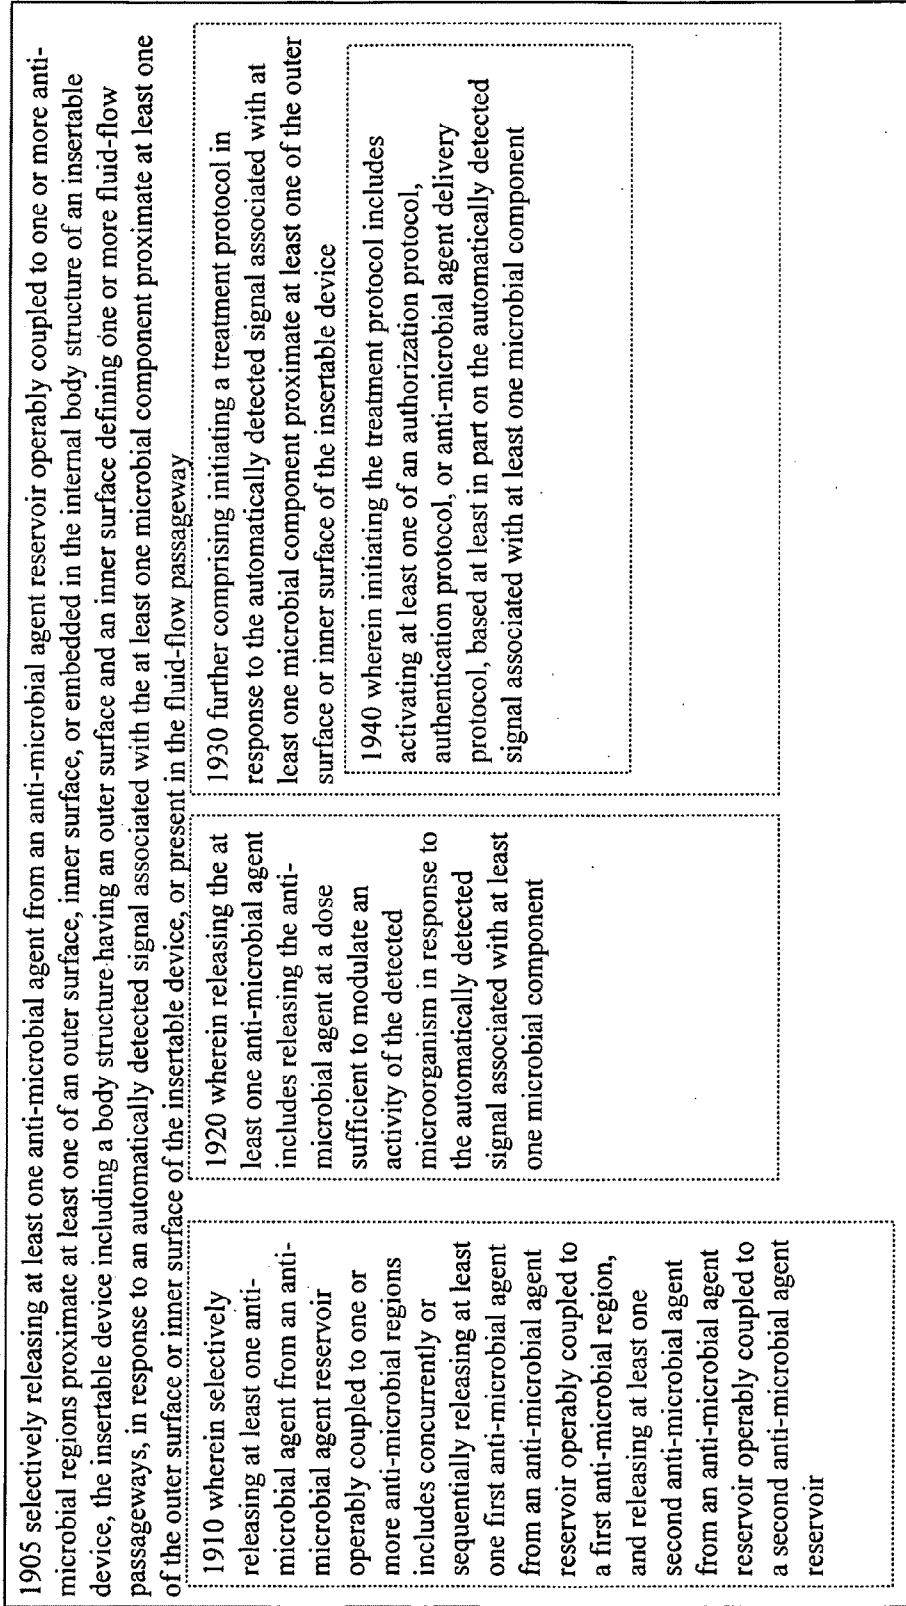 1905 selectively releasing at least one anti-microbial agent from an anti-microbial agent reservoir operably coupled to one or more anti-
microbial regions proximate at least one of an outer surface, inner surface, or embedded in the internal body structure of an insertable
device, the insertable device including a body structure having an outer surface and an inner surface defining one or more fluid-flow
passageways, in response to an automatically detected signal associated with the at least one microbial component proximate at least one
of the outer surface or inner surface of the insertable device, or present in the fluid-flow passageway
1910 wherein selectively
releasing at least one anti-
microbial agent from an anti-
microbial agent reservoir
operably coupled to one or
more anti-microbial regions
includes concurrently or
sequentially releasing at least
one first anti-microbial agent
from an anti-microbial agent
reservoir operably coupled to
a first anti-microbial region,
and releasing at least one
second anti-microbial agent
from an anti-microbial agent
reservoir operably coupled to
a second anti-microbial agent
reservoir
1920 wherein releasing the at
least one anti-microbial agent
includes releasing the anti-
microbial agent at a dose
sufficient to modulate an
activity of the detected
microorganism in response to
the automatically detected
signal associated with at least
one microbial component
1930 further comprising initiating a treatment protocol in
response to the automatically detected signal associated with at
least one microbial component proximate at least one of the outer
surface or inner surface of the insertable device
1940 wherein initiating the treatment protocol includes
activating at least one of an authorization protocol,
authentication protocol, or anti-microbial agent delivery
protocol, based at least in part on the automatically detected
signal associated with at least one microbial component